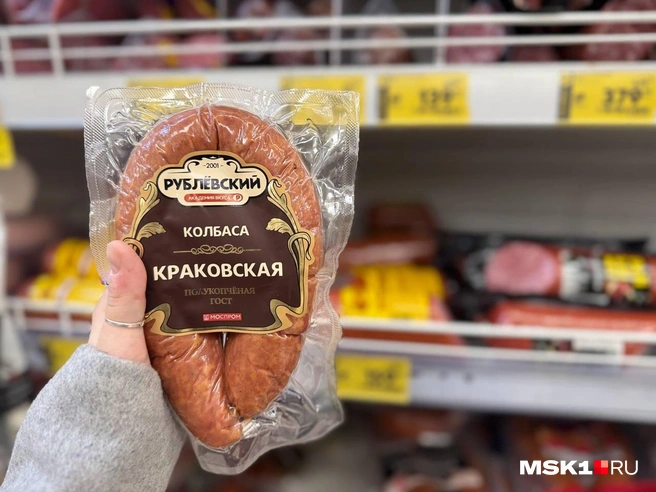 -2001-
РУБЛЁВСКИЙ
АКАДЕМИЯ ВКУСА
КОЛБАСА
КРАКОВСКАЯ
ПОЛУКОПЧЁНАЯ
ГОСТ
МОСПРОМ
MSK1.RU